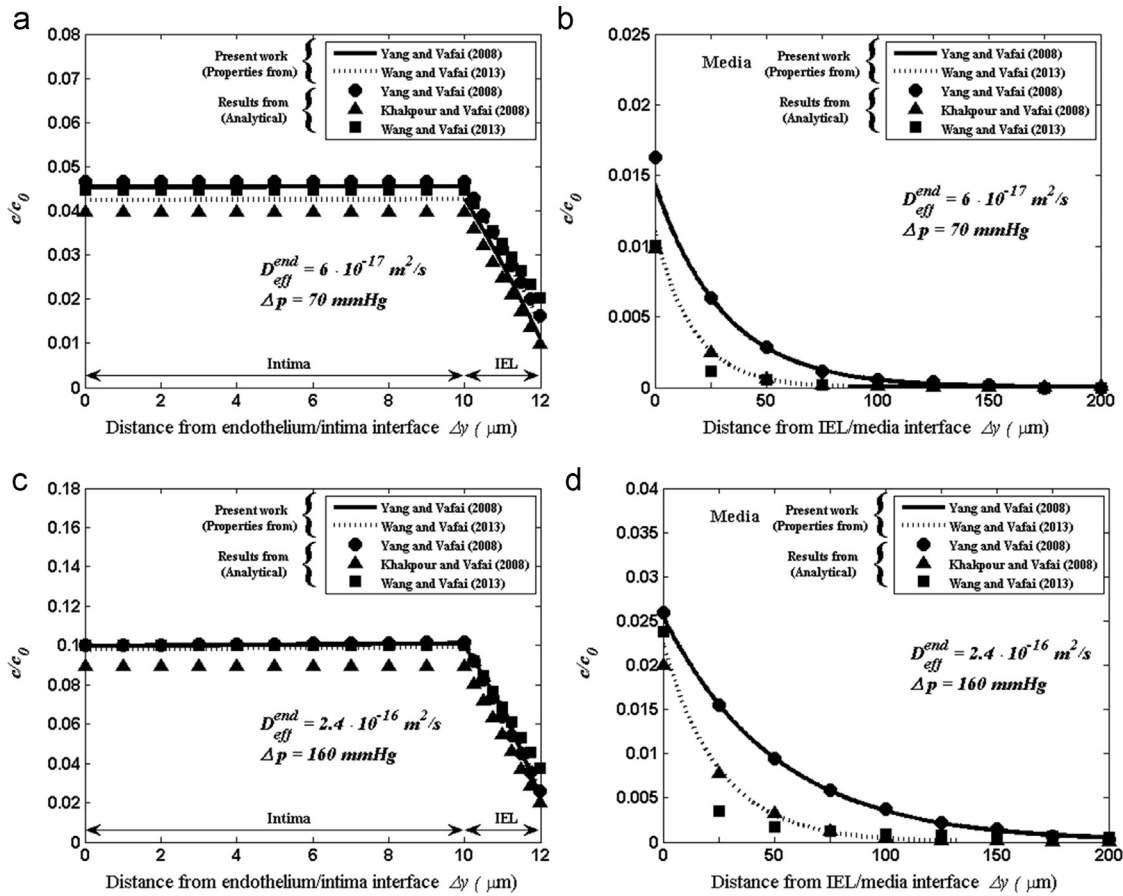 a
0.08
0.07
0.06
0.05
0.04
0.03
0.02
0.01
0
c/c0
Present work
(Properties from)
Results from
(Analytical)
Yang and Vafai (2008)
Wang and Vafai (2013)
Yang and Vafai (2008)
Khakpour and Vafai (2008)
Wang and Vafai (2013)
D_eff^end = 6 · 10^-17 m^2/s
Δp = 70 mmHg
Intima
IEL
0 2 4 6 8 10 12
Distance from endothelium/intima interface Δy ( μm)
b
0.025
0.02
0.015
0.01
0.005
0
c/c0
Media
Present work
(Properties from)
Results from
(Analytical)
Yang and Vafai (2008)
Wang and Vafai (2013)
Yang and Vafai (2008)
Khakpour and Vafai (2008)
Wang and Vafai (2013)
D_eff^end = 6 · 10^-17 m^2/s
Δp = 70 mmHg
0 25 50 75 100 125 150 175 200
Distance from IEL/media interface Δy ( μm)
c
0.18
0.16
0.14
0.12
0.1
0.08
0.06
0.04
0.02
0
c/c0
Present work
(Properties from)
Results from
(Analytical)
Yang and Vafai (2008)
Wang and Vafai (2013)
Yang and Vafai (2008)
Khakpour and Vafai (2008)
Wang and Vafai (2013)
D_eff^end = 2.4 · 10^-16 m^2/s
Δp = 160 mmHg
Intima
IEL
0 2 4 6 8 10 12
Distance from endothelium/intima interface Δy ( μm)
d
0.04
0.035
0.03
0.025
0.02
0.015
0.01
0.005
0
c/c0
Media
Present work
(Properties from)
Results from
(Analytical)
Yang and Vafai (2008)
Wang and Vafai (2013)
Yang and Vafai (2008)
Khakpour and Vafai (2008)
Wang and Vafai (2013)
D_eff^end = 2.4 · 10^-16 m^2/s
Δp = 160 mmHg
0 25 50 75 100 125 150 175 200
Distance from IEL/media interface Δy ( μm)